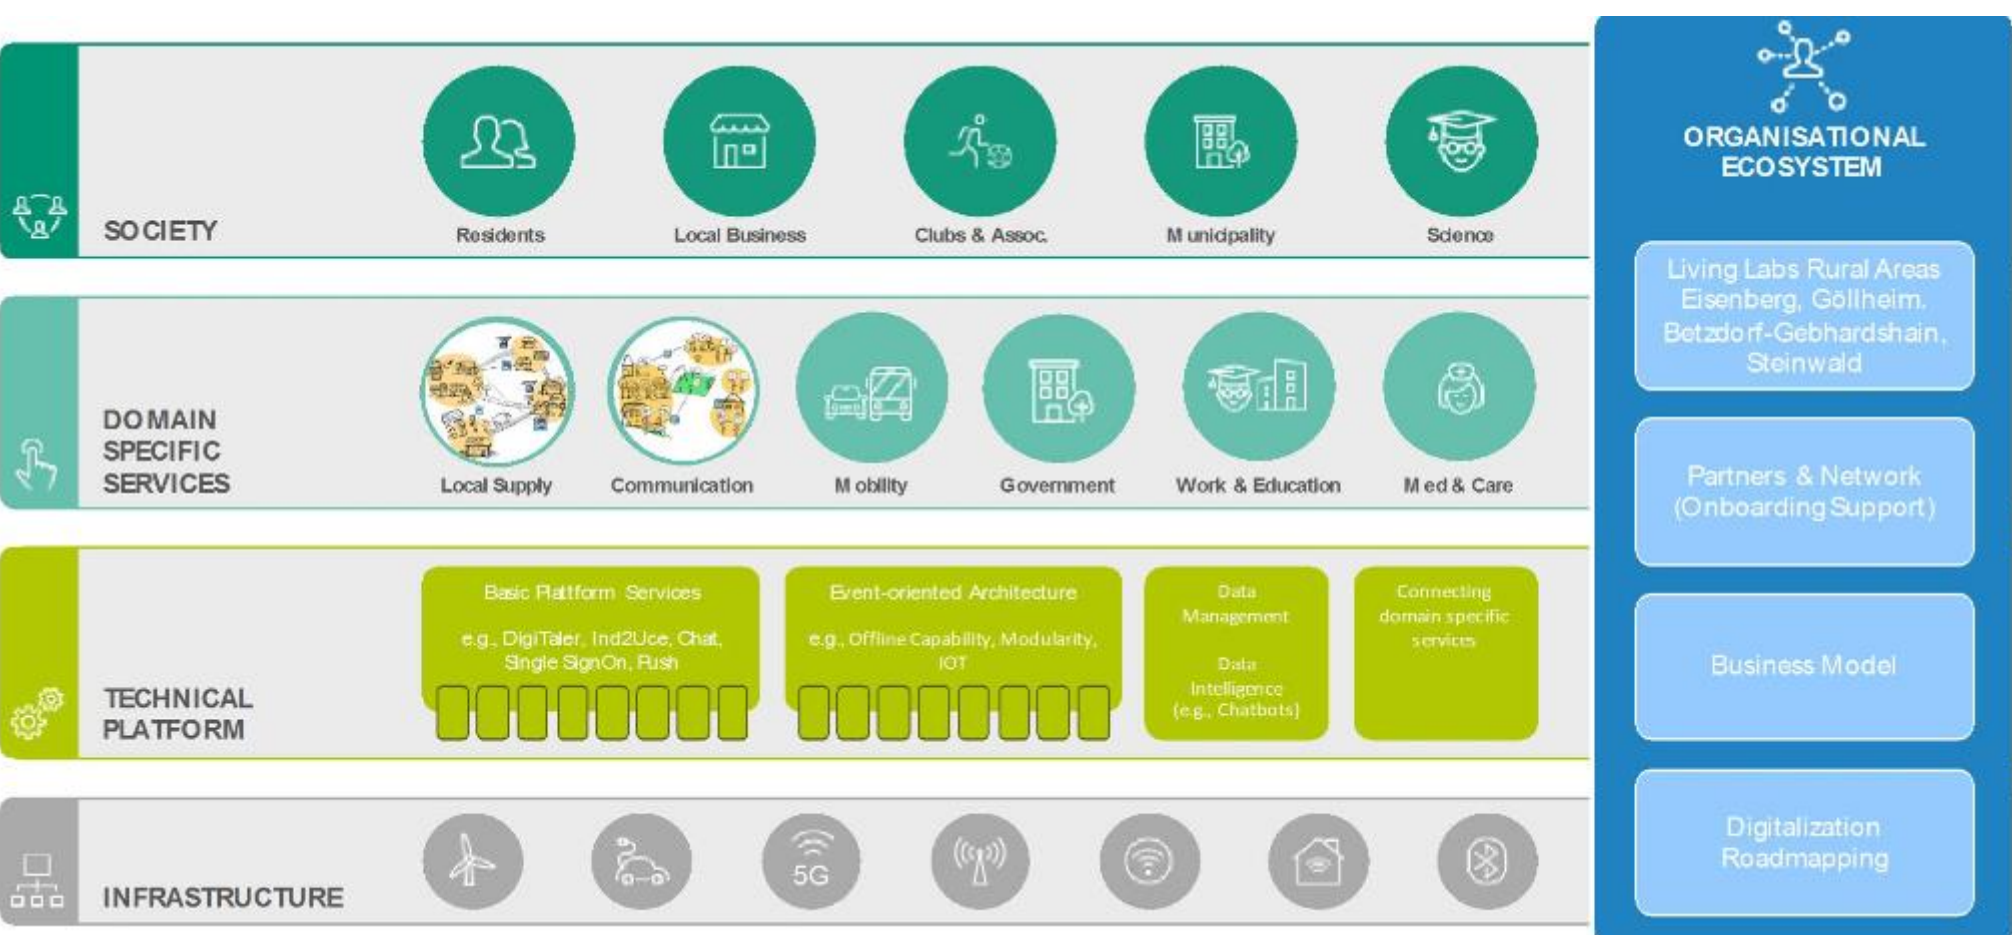 SOCIETY
Residents
Local Business
Clubs & Assoc.
Municipality
Science
DOMAIN
SPECIFIC
SERVICES
Local Supply
Communication
Mobility
Government
Work & Education
Med & Care
TECHNICAL
PLATFORM
Basic Plattform Services
e.g., DigiTaler, Ind2Uce, Chat,
Single SignOn, Push
Event-oriented Architecture
e.g., Offline Capability, Modularity,
IOT
Data
Management
Data
Intelligence
(e.g., Chatbots)
Connecting
domain specific
services
INFRASTRUCTURE
5G
ORGANISATIONAL
ECOSYSTEM
Living Labs Rural Areas
Eisenberg, Göllheim.
Betzdorf-Gebhardshain,
Steinwald
Partners & Network
(Onboarding Support)
Business Model
Digitalization
Roadmapping